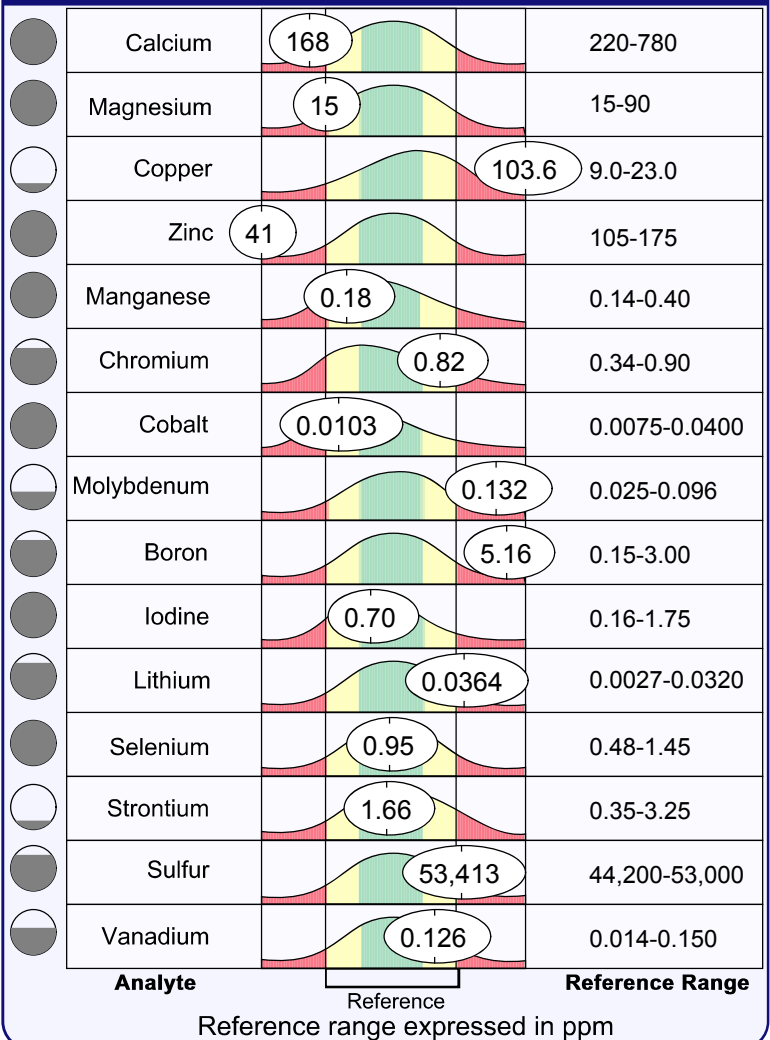 Calcium 168 220-780
Magnesium 15 15-90
Copper 103.6 9.0-23.0
Zinc 41 105-175
Manganese 0.18 0.14-0.40
Chromium 0.82 0.34-0.90
Cobalt 0.0103 0.0075-0.0400
Molybdenum 0.132 0.025-0.096
Boron 5.16 0.15-3.00
Iodine 0.70 0.16-1.75
Lithium 0.0364 0.0027-0.0320
Selenium 0.95 0.48-1.45
Strontium 1.66 0.35-3.25
Sulfur 53,413 44,200-53,000
Vanadium 0.126 0.014-0.150
Analyte Reference Range
Reference
Reference range expressed in ppm